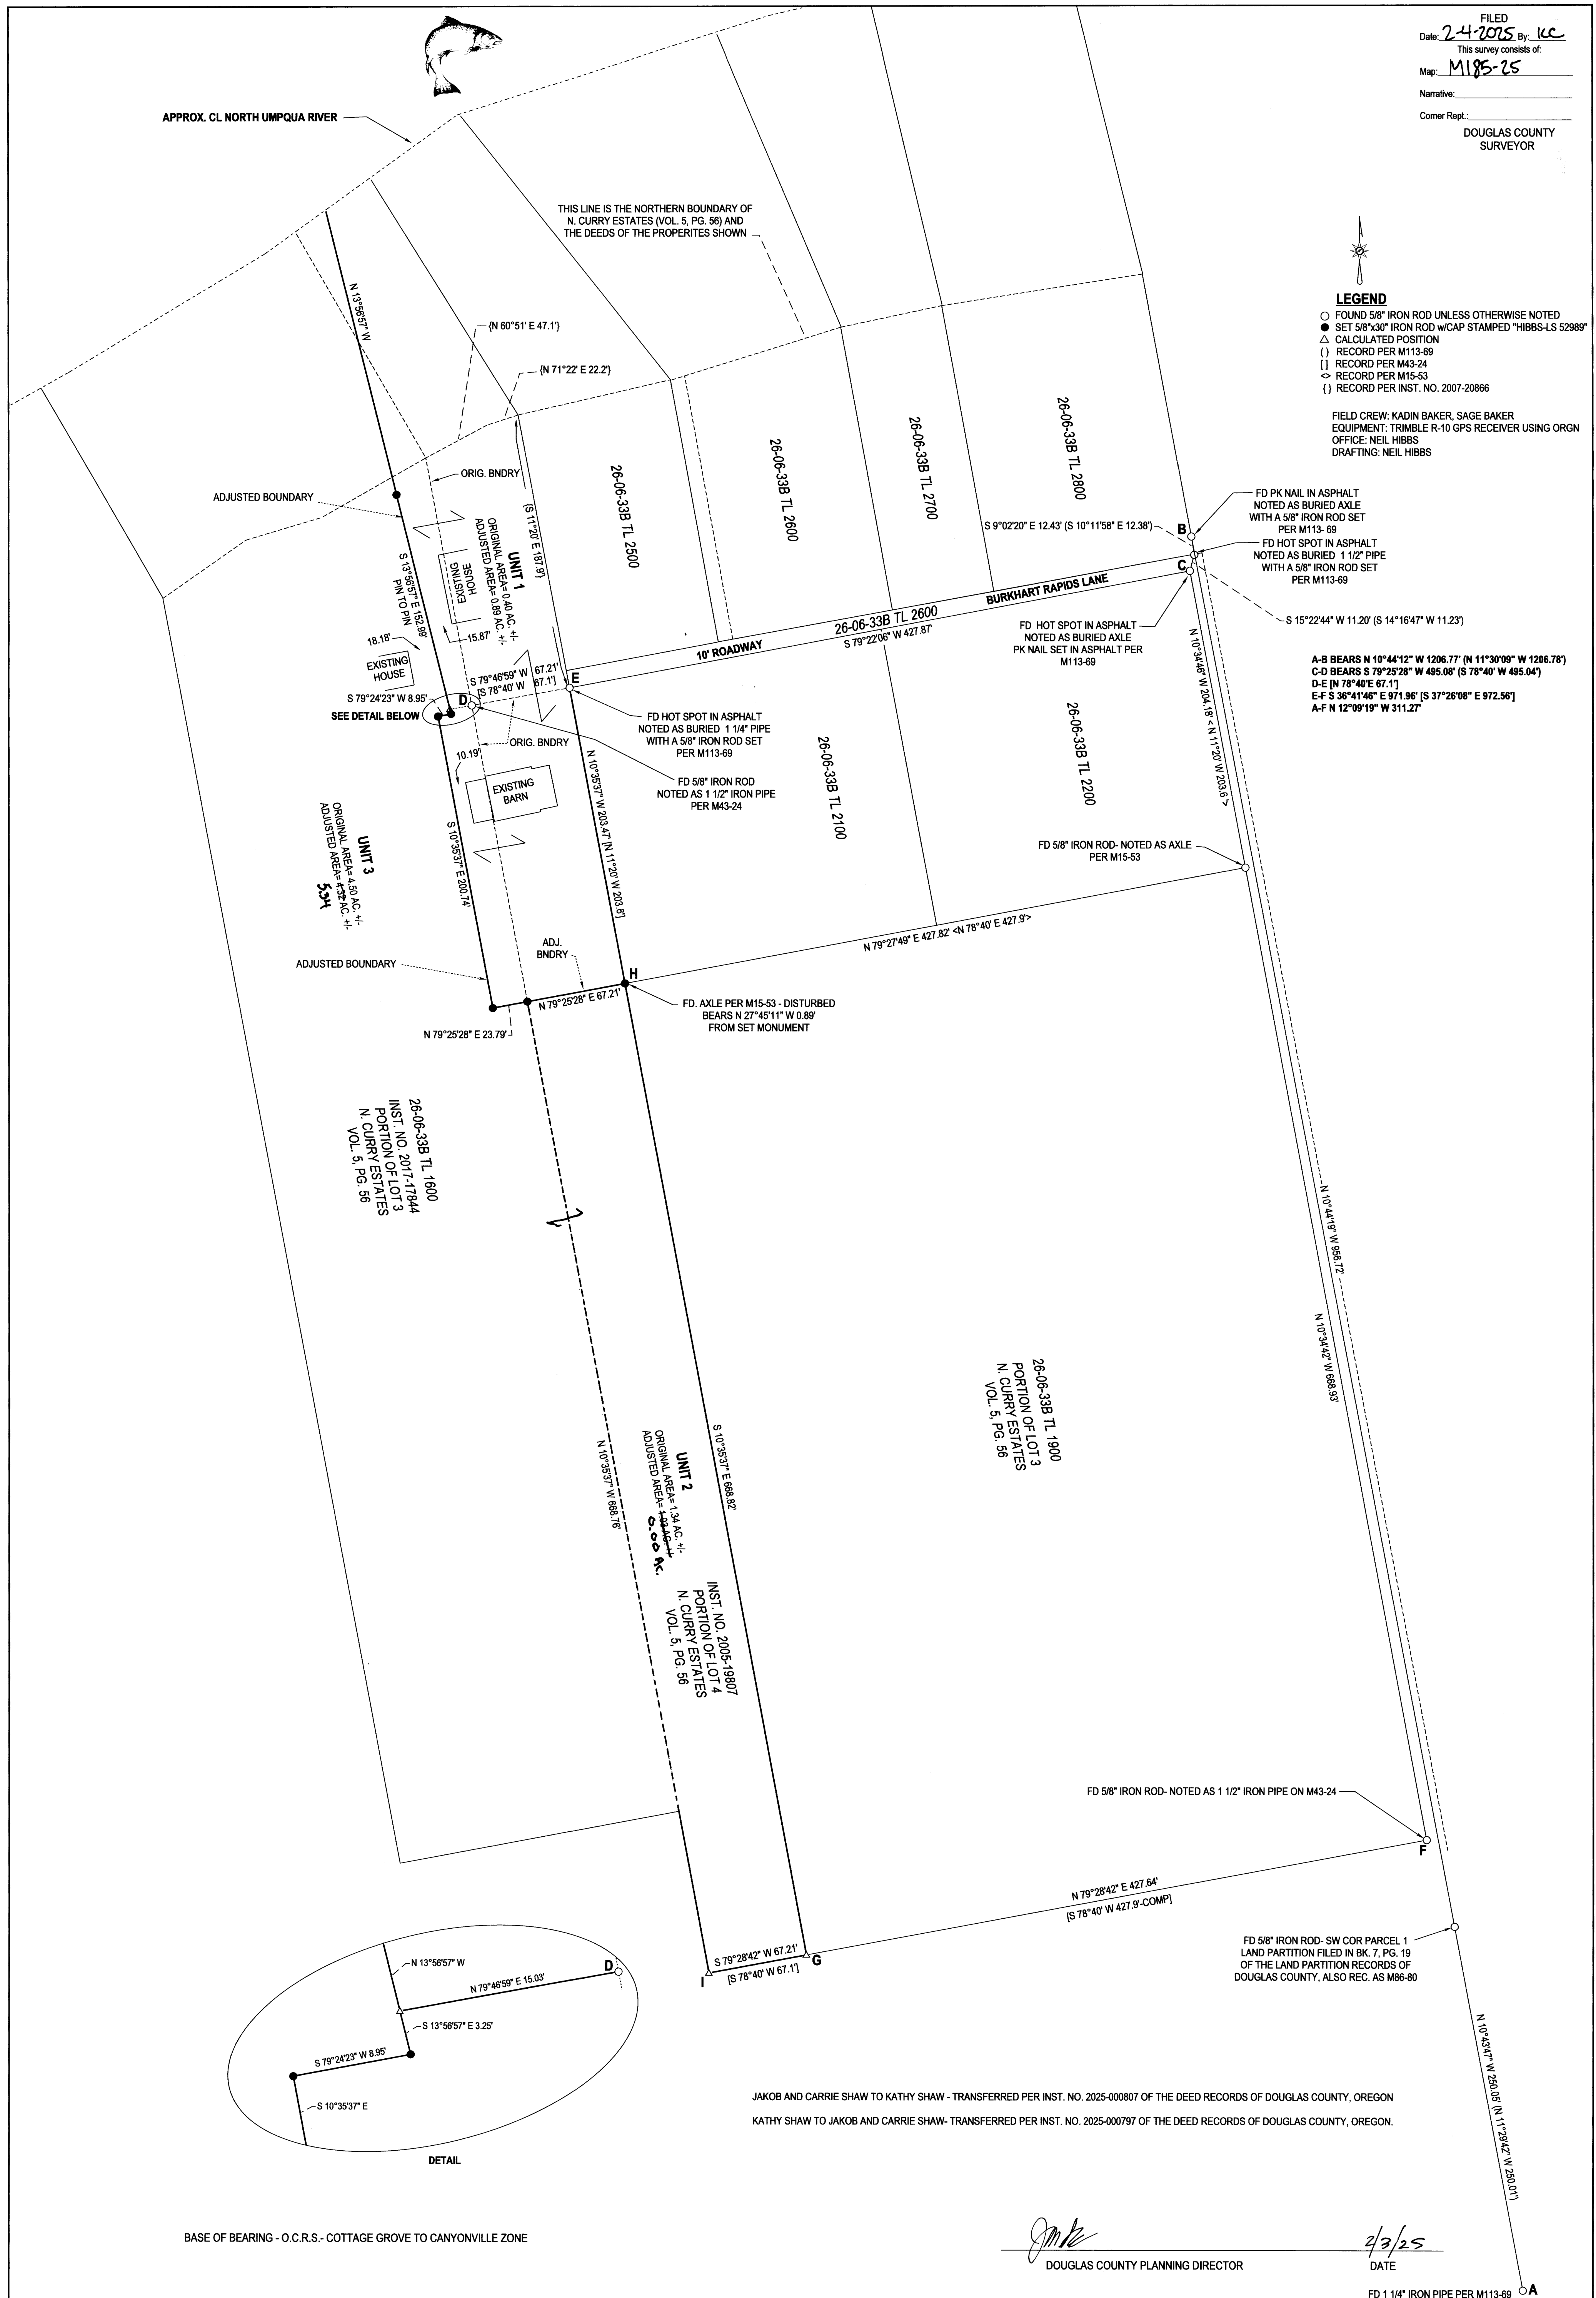 FILED
Date: 2-4-2025 By: KC
This survey consists of:
Map: M185-25
Narrative:
Corner Rept.:
DOUGLAS COUNTY
SURVEYOR
APPROX. CL NORTH UMPQUA RIVER
THIS LINE IS THE NORTHERN BOUNDARY OF
N. CURRY ESTATES (VOL. 5, PG. 56) AND
THE DEEDS OF THE PROPERITES SHOWN
LEGEND
○ FOUND 5/8" IRON ROD UNLESS OTHERWISE NOTED
● SET 5/8"x30" IRON ROD w/CAP STAMPED "HIBBS-LS 52989"
△ CALCULATED POSITION
( ) RECORD PER M113-69
[ ] RECORD PER M43-24
<> RECORD PER M15-53
{ } RECORD PER INST. NO. 2007-20866
FIELD CREW: KADIN BAKER, SAGE BAKER
EQUIPMENT: TRIMBLE R-10 GPS RECEIVER USING ORGN
OFFICE: NEIL HIBBS
DRAFTING: NEIL HIBBS
N 13°56'57" W
{N 60°51' E 47.1'}
{N 71°22' E 22.2'}
ORIG. BNDRY
ADJUSTED BOUNDARY
{S 11°20' E 187.9'}
UNIT 1
ORIGINAL AREA= 0.40 AC. +/-
ADJUSTED AREA= 0.89 AC. +/-
EXISTING
HOUSE
S 13°56'57" E 152.99'
PIN TO PIN
18.18'
15.87'
EXISTING
HOUSE
S 79°24'23" W 8.95'
SEE DETAIL BELOW
D
S 79°46'59" W 67.21'
[S 78°40' W 67.1']
E
26-06-33B TL 2500
26-06-33B TL 2600
26-06-33B TL 2700
26-06-33B TL 2800
S 9°02'20" E 12.43' (S 10°11'58" E 12.38')
B
C
FD PK NAIL IN ASPHALT
NOTED AS BURIED AXLE
WITH A 5/8" IRON ROD SET
PER M113- 69
FD HOT SPOT IN ASPHALT
NOTED AS BURIED 1 1/2" PIPE
WITH A 5/8" IRON ROD SET
PER M113-69
S 15°22'44" W 11.20' (S 14°16'47" W 11.23')
10' ROADWAY
26-06-33B TL 2600
BURKHART RAPIDS LANE
S 79°22'06" W 427.87'
FD HOT SPOT IN ASPHALT
NOTED AS BURIED AXLE
PK NAIL SET IN ASPHALT PER
M113-69
A-B BEARS N 10°44'12" W 1206.77' (N 11°30'09" W 1206.78')
C-D BEARS S 79°25'28" W 495.08' (S 78°40' W 495.04')
D-E [N 78°40'E 67.1']
E-F S 36°41'46" E 971.96' [S 37°26'08" E 972.56']
A-F N 12°09'19" W 311.27'
FD HOT SPOT IN ASPHALT
NOTED AS BURIED 1 1/4" PIPE
WITH A 5/8" IRON ROD SET
PER M113-69
FD 5/8" IRON ROD
NOTED AS 1 1/2" IRON PIPE
PER M43-24
ORIG. BNDRY
10.19'
EXISTING
BARN
N 10°35'37" W 203.47' [N 11°20' W 203.6']
26-06-33B TL 2100
26-06-33B TL 2200
N 10°34'46" W 204.18' < N 11°20' W 203.6'>
FD 5/8" IRON ROD- NOTED AS AXLE
PER M15-53
UNIT 3
ORIGINAL AREA= 4.50 AC. +/-
ADJUSTED AREA= 4.32 AC. +/-
5.34
S 10°35'37" E 200.74'
ADJ.
BNDRY
ADJUSTED BOUNDARY
H
N 79°25'28" E 67.21'
N 79°25'28" E 23.79'
N 79°27'49" E 427.82' <N 78°40' E 427.9'>
FD. AXLE PER M15-53 - DISTURBED
BEARS N 27°45'11" W 0.89'
FROM SET MONUMENT
26-06-33B TL 1600
INST. NO. 2017-17844
PORTION OF LOT 3
N. CURRY ESTATES
VOL. 5, PG. 56
N 10°44'19" W 956.72'
N 10°34'42" W 668.93'
26-06-33B TL 1900
PORTION OF LOT 3
N. CURRY ESTATES
VOL. 5, PG. 56
N 10°35'37" W 668.76'
S 10°35'37" E 668.82'
UNIT 2
ORIGINAL AREA= 1.34 AC. +/-
ADJUSTED AREA= 1.03 AC. +/-
0.00 AC.
INST. NO. 2005-19807
PORTION OF LOT 4
N. CURRY ESTATES
VOL. 5, PG. 56
FD 5/8" IRON ROD- NOTED AS 1 1/2" IRON PIPE ON M43-24
F
N 79°28'42" E 427.64'
[S 78°40' W 427.9'-COMP]
S 79°28'42" W 67.21'
[S 78°40' W 67.1']
I
G
FD 5/8" IRON ROD- SW COR PARCEL 1
LAND PARTITION FILED IN BK. 7, PG. 19
OF THE LAND PARTITION RECORDS OF
DOUGLAS COUNTY, ALSO REC. AS M86-80
N 13°56'57" W
D
N 79°46'59" E 15.03'
S 13°56'57" E 3.25'
S 79°24'23" W 8.95'
S 10°35'37" E
DETAIL
N 10°43'47" W 250.05' (N 11°29'42" W 250.01')
JAKOB AND CARRIE SHAW TO KATHY SHAW - TRANSFERRED PER INST. NO. 2025-000807 OF THE DEED RECORDS OF DOUGLAS COUNTY, OREGON
KATHY SHAW TO JAKOB AND CARRIE SHAW- TRANSFERRED PER INST. NO. 2025-000797 OF THE DEED RECORDS OF DOUGLAS COUNTY, OREGON.
BASE OF BEARING - O.C.R.S.- COTTAGE GROVE TO CANYONVILLE ZONE
2/3/25
DOUGLAS COUNTY PLANNING DIRECTOR
DATE
FD 1 1/4" IRON PIPE PER M113-69
A